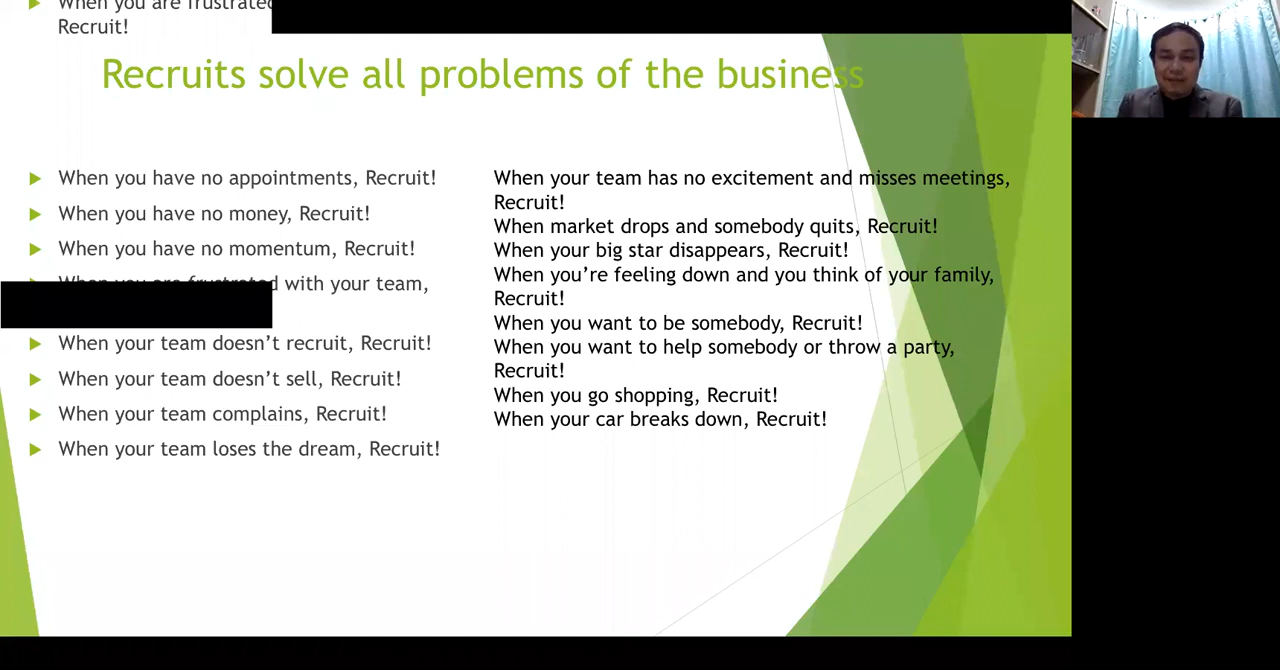 When you are frustrated
Recruit!
Recruits solve all problems of the business
When you have no appointments, Recruit!
When you have no money, Recruit!
When you have no momentum, Recruit!
When you are frustrated with your team,
When your team doesn’t recruit, Recruit!
When your team doesn’t sell, Recruit!
When your team complains, Recruit!
When your team loses the dream, Recruit!
When your team has no excitement and misses meetings,
Recruit!
When market drops and somebody quits, Recruit!
When your big star disappears, Recruit!
When you’re feeling down and you think of your family,
Recruit!
When you want to be somebody, Recruit!
When you want to help somebody or throw a party,
Recruit!
When you go shopping, Recruit!
When your car breaks down, Recruit!